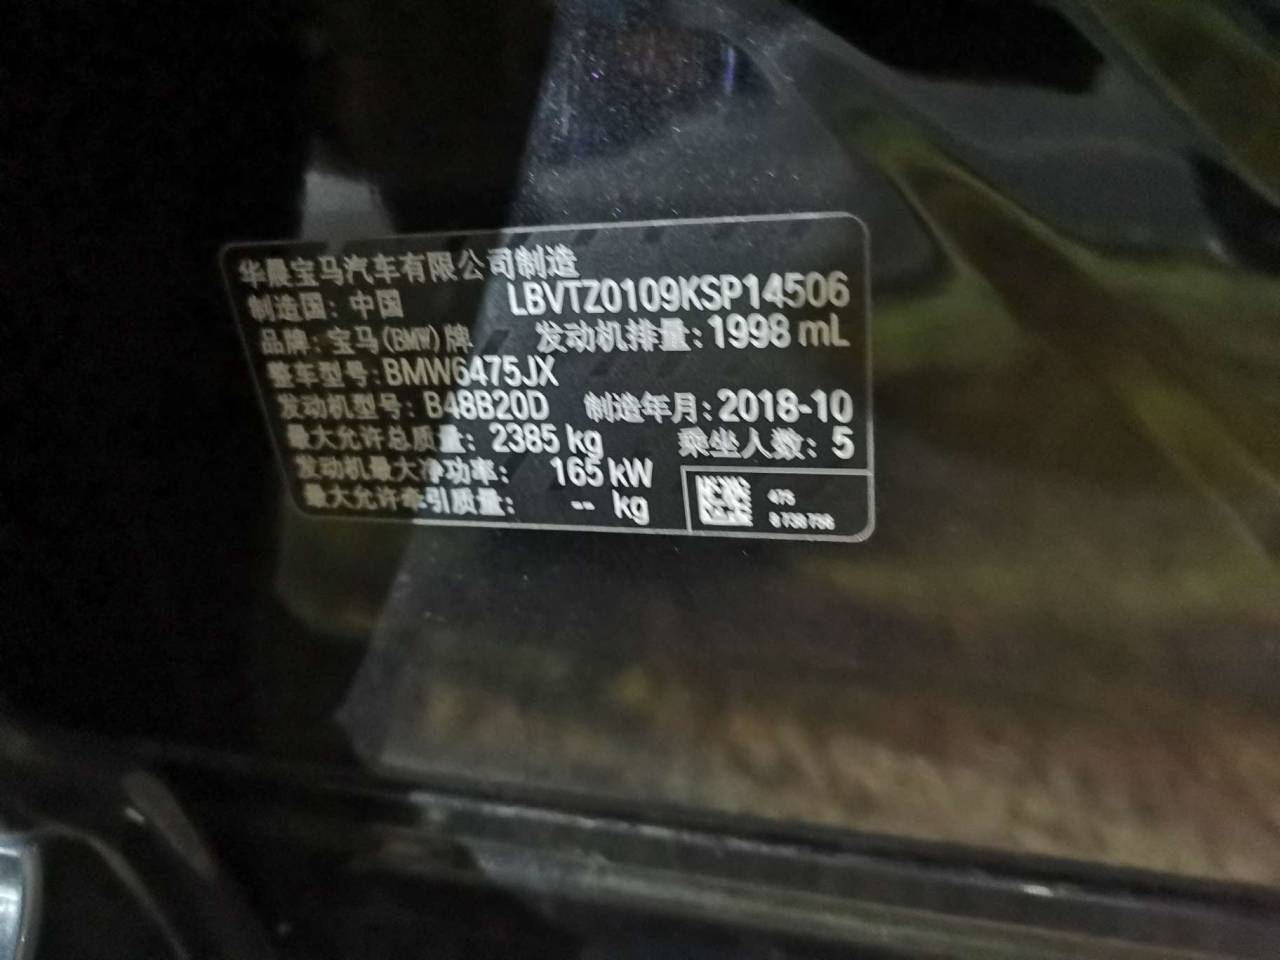 华晨宝马汽车有限公司制造
制造国: 中国 LBVTZ0109KSP14506
品牌: 宝马(BMW)牌 发动机排量: 1998 mL
整车型号: BMW6475JX
发动机型号: B48B20D 制造年月: 2018-10
最大允许总质量: 2385 kg 乘坐人数: 5
发动机最大净功率: 165 kW
最大允许牵引质量: -- kg
475